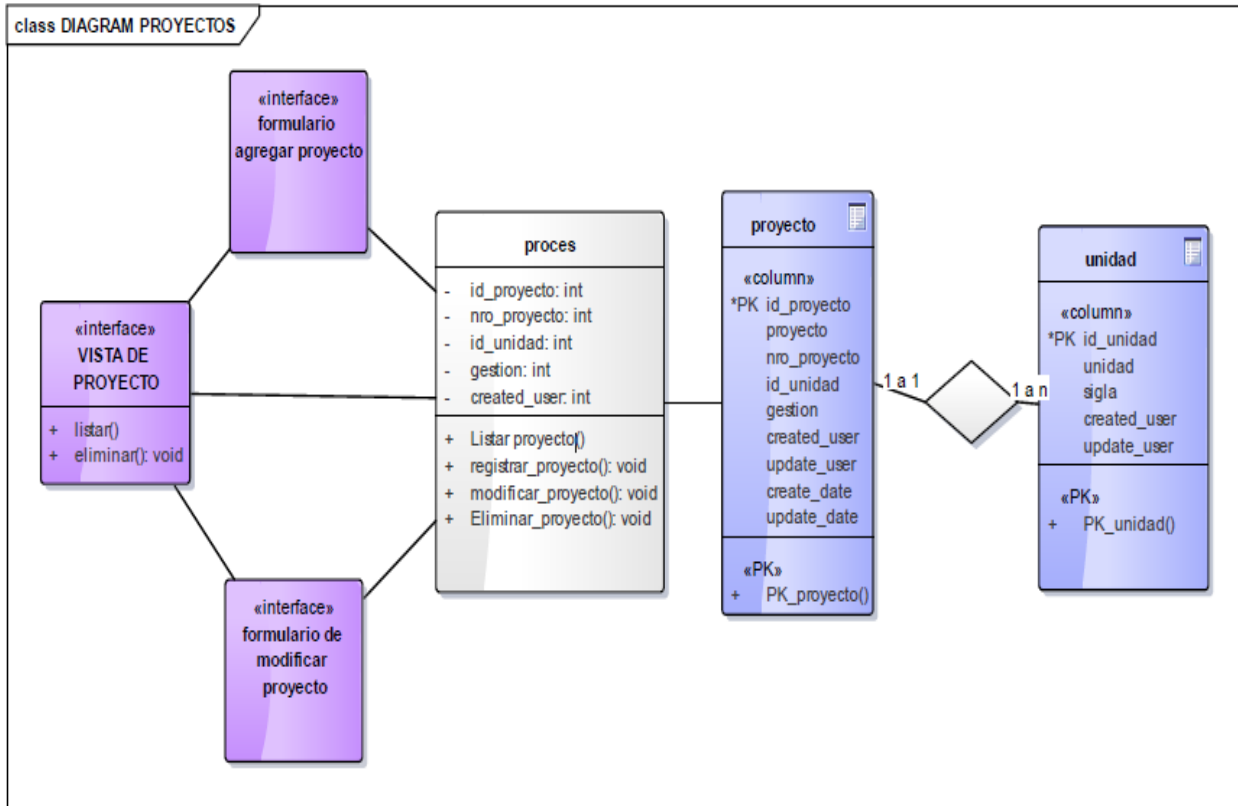 class DIAGRAM PROYECTOS
«interface»
formulario
agregar proyecto
«interface»
VISTA DE
PROYECTO
+ listar()
+ eliminar(): void
«interface»
formulario de
modificar
proyecto
proces
- id_proyecto: int
- nro_proyecto: int
- id_unidad: int
- gestion: int
- created_user: int
+ Listar proyecto()
+ registrar_proyecto(): void
+ modificar_proyecto(): void
+ Eliminar_proyecto(): void
proyecto
«column»
*PK id_proyecto
proyecto
nro_proyecto
id_unidad
gestion
created_user
update_user
create_date
update_date
«PK»
+ PK_proyecto()
1 a 1
1 a n
unidad
«column»
*PK id_unidad
unidad
sigla
created_user
update_user
«PK»
+ PK_unidad()